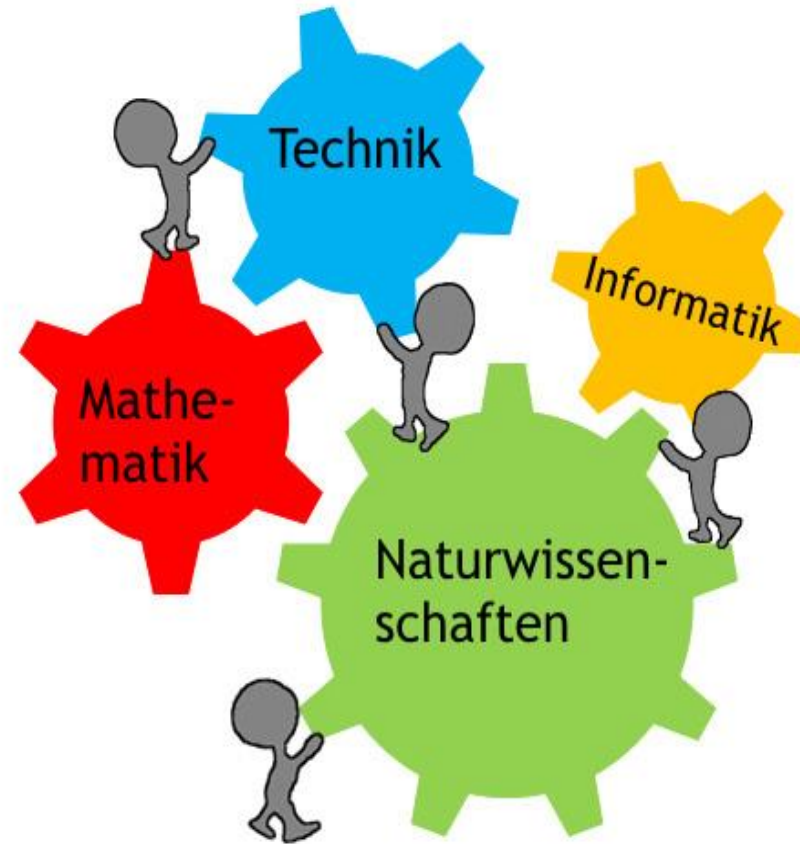 Technik
Informatik
Mathe-
matik
Naturwissen-
schaften